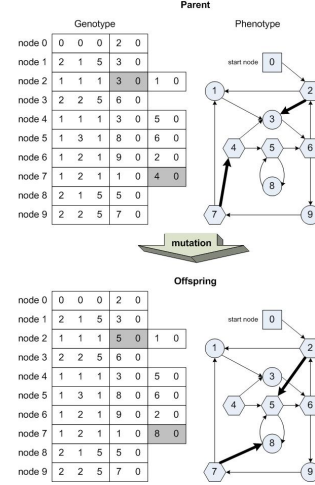 Parent
Genotype Phenotype
node 0 0 0 0 2 0
node 1 2 1 5 3 0
node 2 1 1 1 3 0 1 0
node 3 2 2 5 6 0
node 4 1 1 1 3 0 5 0
node 5 1 3 1 8 0 6 0
node 6 1 2 1 9 0 2 0
node 7 1 2 1 1 0 4 0
node 8 2 1 5 5 0
node 9 2 2 5 7 0
start node 0
1 2
3
4 5 6
8
7 9
mutation
Offspring
node 0 0 0 0 2 0
node 1 2 1 5 3 0
node 2 1 1 1 5 0 1 0
node 3 2 2 5 6 0
node 4 1 1 1 3 0 5 0
node 5 1 3 1 8 0 6 0
node 6 1 2 1 9 0 2 0
node 7 1 2 1 1 0 8 0
node 8 2 1 5 5 0
node 9 2 2 5 7 0
start node 0
1 2
3
4 5 6
8
7 9